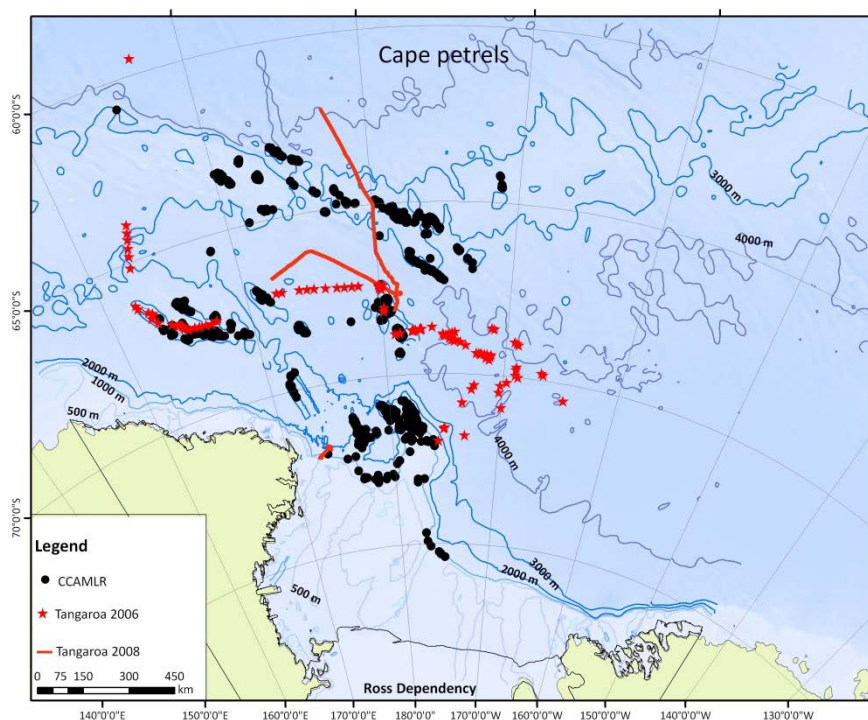 Cape petrels
60°0'0"S
65°0'0"S
70°0'0"S
3000 m
4000 m
2000 m
1000 m
500 m
4000 m
3000 m
2000 m
500 m
Legend
CCAMLR
Tangaroa 2006
Tangaroa 2008
0 75 150 300 450
km
Ross Dependency
140°0'0"E 150°0'0"E 160°0'0"E 170°0'0"E 180°0'0" 170°0'0"W 160°0'0"W 150°0'0"W 140°0'0"W 130°0'0"W